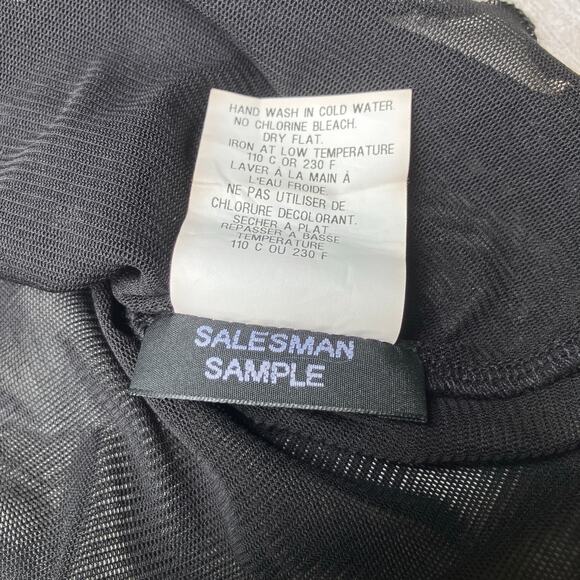 HAND WASH IN COLD WATER.
NO CHLORINE BLEACH.
DRY FLAT.
IRON AT LOW TEMPERATURE
110 C OR 230 F
LAVER A LA MAIN À
L'EAU FROIDE.
NE PAS UTILISER DE
CHLORURE DECOLORANT.
SECHER A PLAT
REPASSER A BASSE
TEMPERATURE
110 C OU 230 F
SALESMAN
SAMPLE